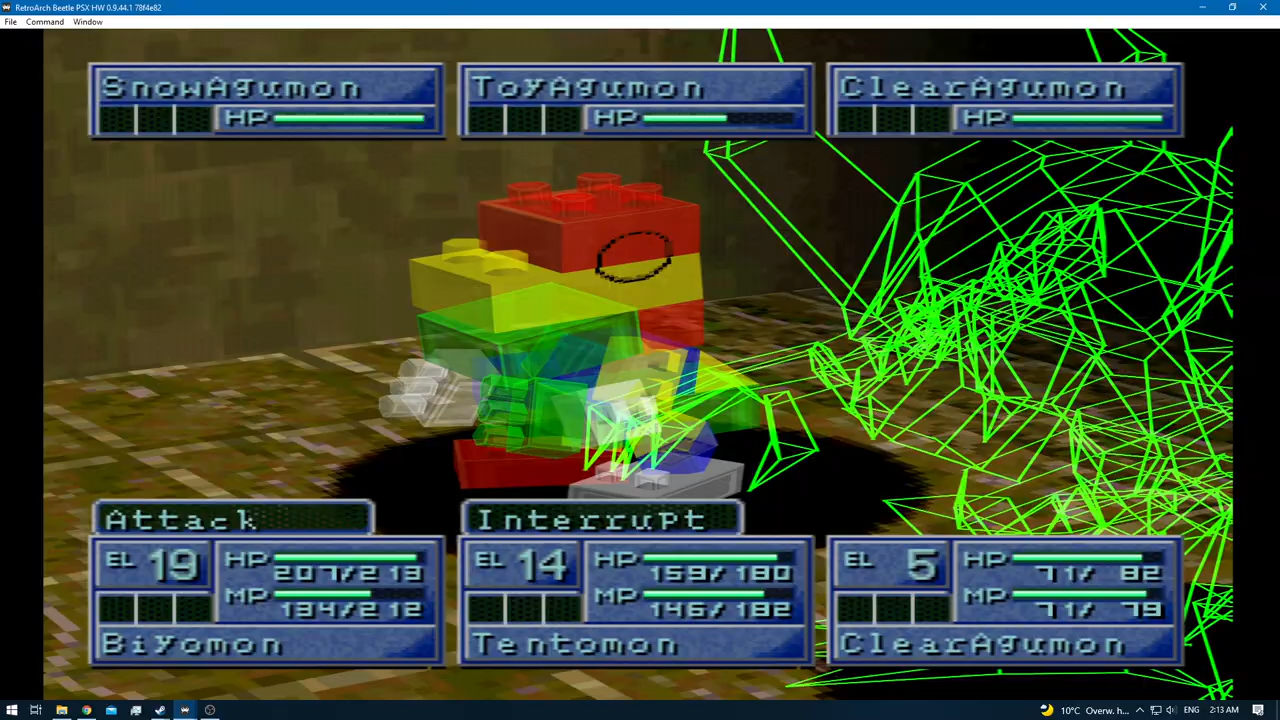 RetroArch Beetle PSX HW 0.9.44.1 78f4e82
File Command Window
SnowAgumon ToyAgumon ClearAgumon
HP HP HP
Attack Interrupt
EL 19 HP 207/213 EL 14 HP 159/180 EL 5 HP 71/82
MP 134/212 MP 146/182 MP 71/79
Biyomon Tentomon ClearAgumon
10°C Overw. h... ENG 2:13 AM